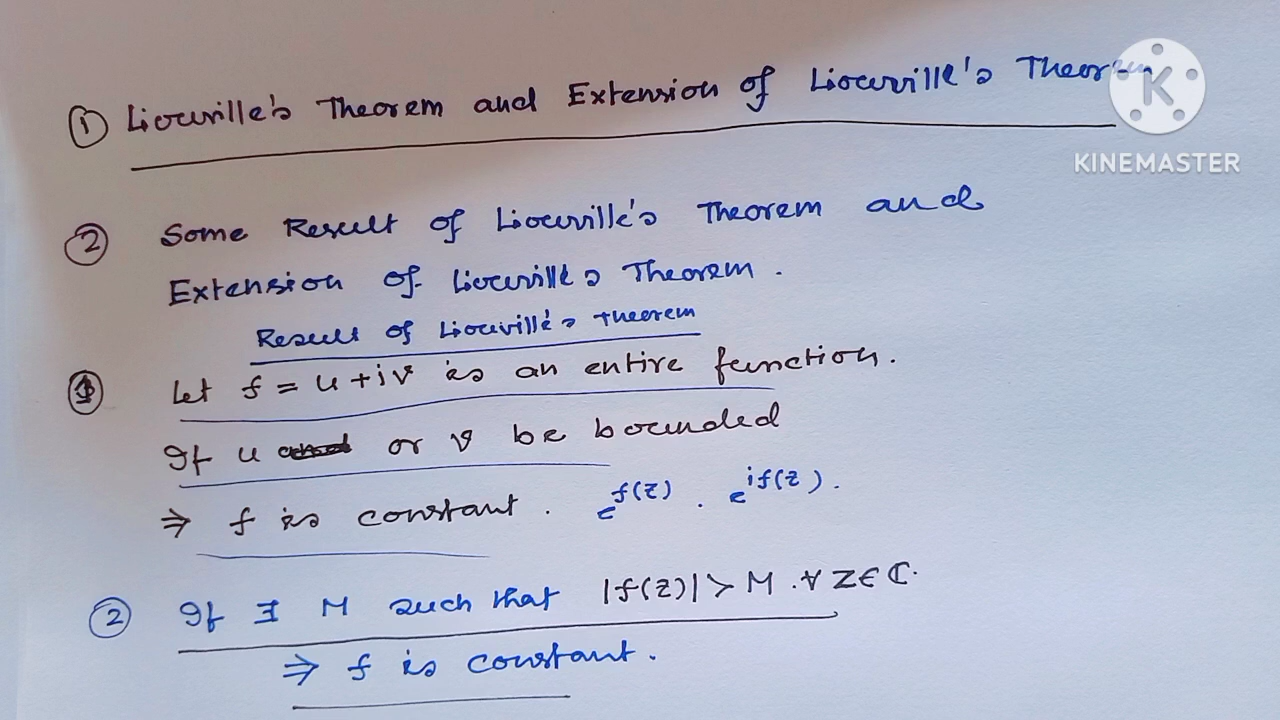 ① Liouville's Theorem and Extension of Liouville's Theorem
KINEMASTER
② Some Result of Liouville's Theorem and
Extension of Liouville's Theorem.
Result of Liouville's theorem
① Let f = u + iv is an entire function.
If u or v be bounded
⇒ f is constant. e^{f(z)}. e^{if(z)}.
② If ∃ M such that |f(z)| > M. ∀ z ∈ ℂ.
⇒ f is constant.